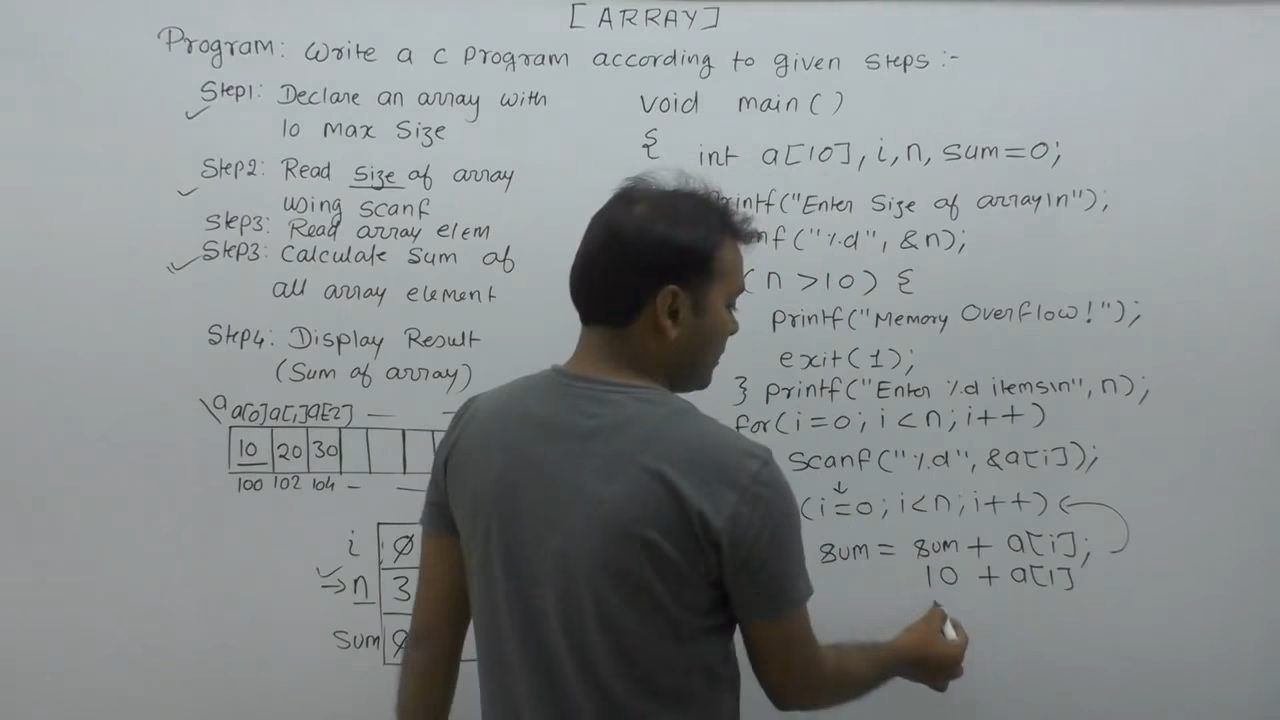 [ARRAY]
Program: Write a C program according to given steps :-
Step1: Declare an array with
10 max size
Step2: Read size of array
using scanf
Step3: Read array elem
Step3: Calculate sum of
all array element
Step4: Display Result
(Sum of array)
a a[0] a[1] a[2]
10 20 30
100 102 104
i 0
n 3
sum 0
void main()
{ int a[10], i, n, sum=0;
printf("Enter Size of array\n");
nf("%d", &n);
(n >10) {
printf("Memory Overflow!");
exit(1);
} printf("Enter %d items\n", n);
for(i=0; i<n; i++)
scanf("%d", &a[i]);
(i=0; i<n; i++)
sum = sum + a[i];
10 + a[1]